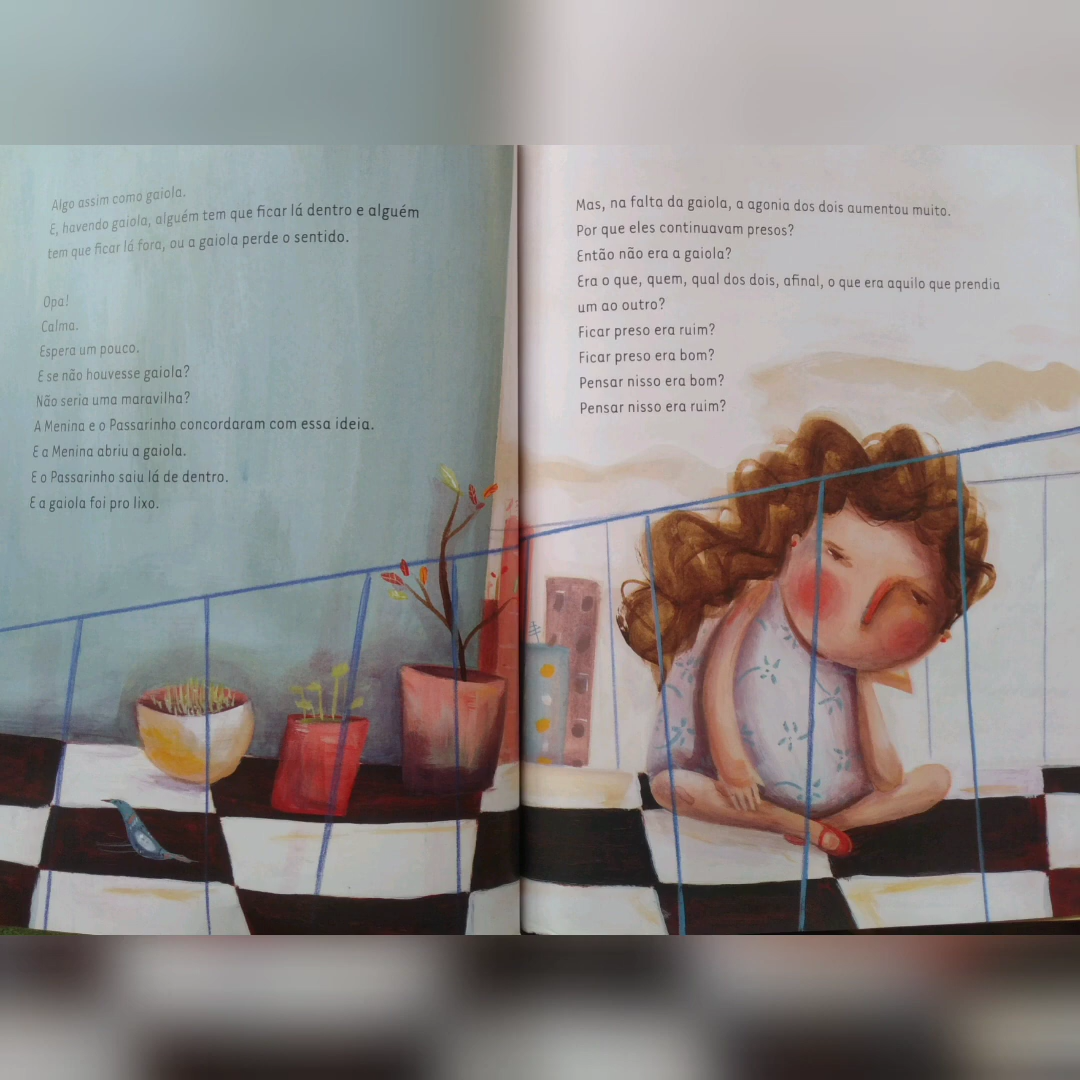 Algo assim como gaiola.
E, havendo gaiola, alguém tem que ficar lá dentro e alguém
tem que ficar lá fora, ou a gaiola perde o sentido.
Opa!
Calma.
Espera um pouco.
E se não houvesse gaiola?
Não seria uma maravilha?
A Menina e o Passarinho concordaram com essa ideia.
E a Menina abriu a gaiola.
E o Passarinho saiu lá de dentro.
E a gaiola foi pro lixo.
Mas, na falta da gaiola, a agonia dos dois aumentou muito.
Por que eles continuavam presos?
Então não era a gaiola?
Era o que, quem, qual dos dois, afinal, o que era aquilo que prendia
um ao outro?
Ficar preso era ruim?
Ficar preso era bom?
Pensar nisso era bom?
Pensar nisso era ruim?